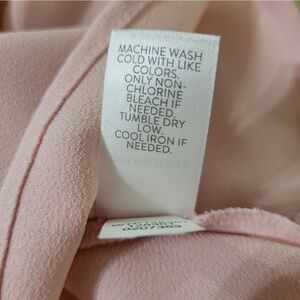 MACHINE WASH
COLD WITH LIKE
COLORS.
ONLY NON-
CHLORINE
BLEACH IF
NEEDED.
TUMBLE DRY
LOW.
COOL IRON IF
NEEDED.
0207383